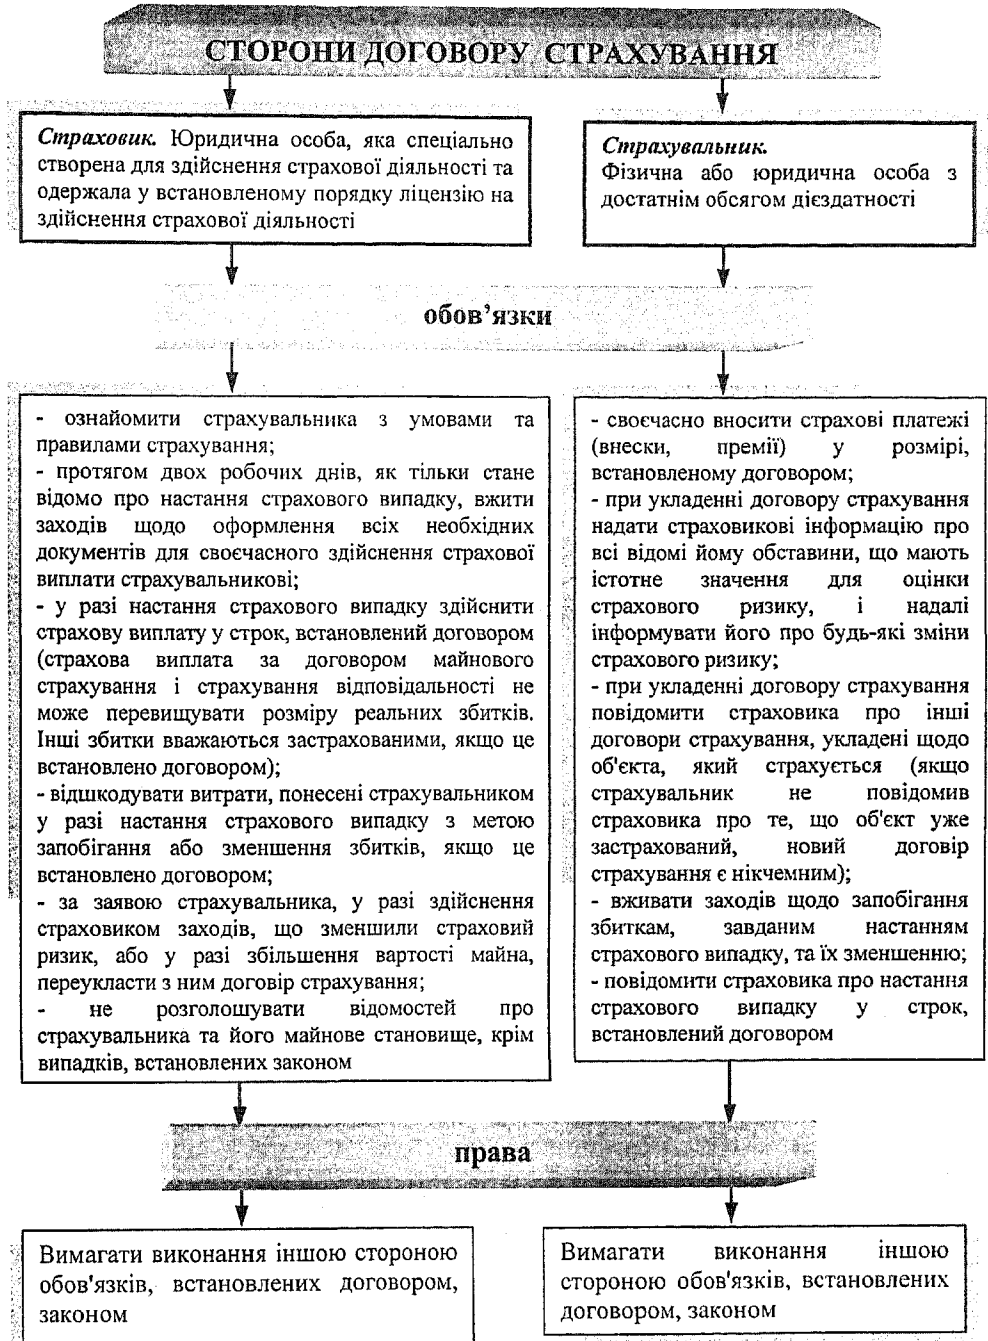 СТОРОНИ ДОГОВОРУ СТРАХУВАННЯ
Страховик. Юридична особа, яка спеціально
створена для здійснення страхової діяльності та
одержала у встановленому порядку ліцензію на
здійснення страхової діяльності
Страхувальник.
Фізична або юридична особа з
достатнім обсягом дієздатності
обов’язки
- ознайомити страхувальника з умовами та
правилами страхування;
- протягом двох робочих днів, як тільки стане
відомо про настання страхового випадку, вжити
заходів щодо оформлення всіх необхідних
документів для своєчасного здійснення страхової
виплати страхувальникові;
- у разі настання страхового випадку здійснити
страхову виплату у строк, встановлений договором
(страхова виплата за договором майнового
страхування і страхування відповідальності не
може перевищувати розміру реальних збитків.
Інші збитки вважаються застрахованими, якщо це
встановлено договором);
- відшкодувати витрати, понесені страхувальником
у разі настання страхового випадку з метою
запобігання або зменшення збитків, якщо це
встановлено договором;
- за заявою страхувальника, у разі здійснення
страховиком заходів, що зменшили страховий
ризик, або у разі збільшення вартості майна,
переукласти з ним договір страхування;
- не розголошувати відомостей про
страхувальника та його майнове становище, крім
випадків, встановлених законом
- своєчасно вносити страхові платежі
(внески, премії) у розмірі,
встановленому договором;
- при укладенні договору страхування
надати страховикові інформацію про
всі відомі йому обставини, що мають
істотне значення для оцінки
страхового ризику, і надалі
інформувати його про будь-які зміни
страхового ризику;
- при укладенні договору страхування
повідомити страховика про інші
договори страхування, укладені щодо
об'єкта, який страхується (якщо
страхувальник не повідомив
страховика про те, що об'єкт уже
застрахований, новий договір
страхування є нікчемним);
- вживати заходів щодо запобігання
збиткам, завданим настанням
страхового випадку, та їх зменшенню;
- повідомити страховика про настання
страхового випадку у строк,
встановлений договором
права
Вимагати виконання іншою стороною
обов'язків, встановлених договором,
законом
Вимагати виконання іншою
стороною обов'язків, встановлених
договором, законом